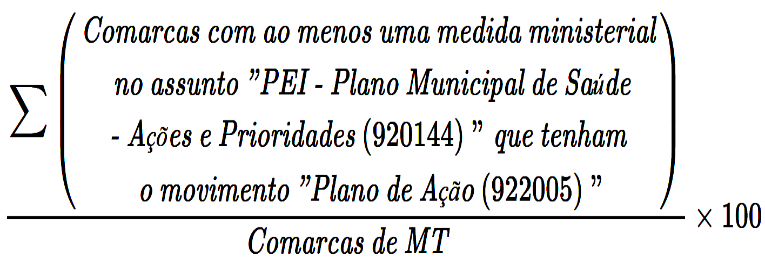 Comarcas com ao menos uma medida ministerial
no assunto "PEI - Plano Municipal de Saúde
- Ações e Prioridades (920144) " que tenham
o movimento "Plano de Ação (922005) "
∑
× 100
Comarcas de MT